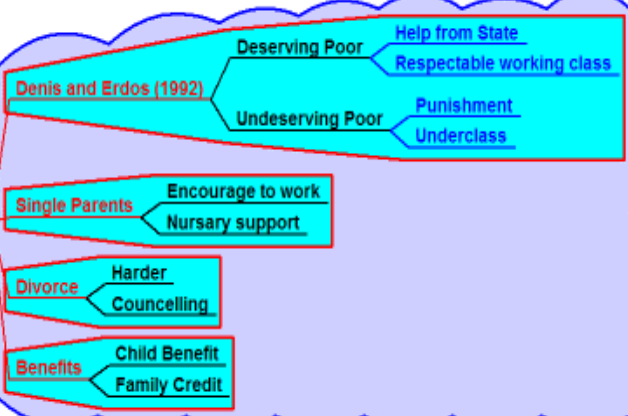 Denis and Erdos (1992)
Deserving Poor
Help from State
Respectable working class
Undeserving Poor
Punishment
Underclass
Single Parents
Encourage to work
Nursary support
Divorce
Harder
Councelling
Benefits
Child Benefit
Family Credit